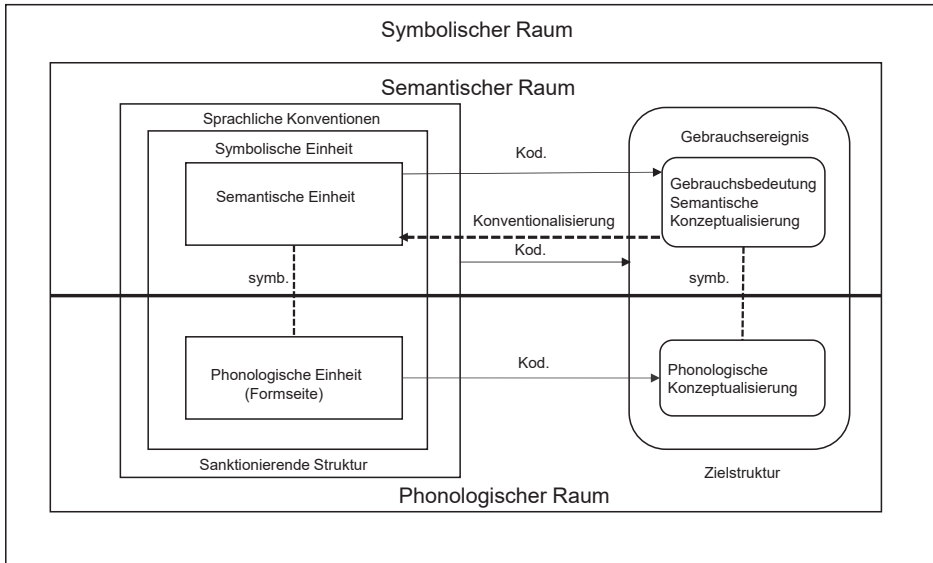 Symbolischer Raum
Semantischer Raum
Sprachliche Konventionen
Symbolische Einheit
Semantische Einheit
Kod.
Gebrauchsereignis
Gebrauchsbedeutung
Semantische
Konzeptualisierung
Konventionalisierung
Kod.
symb.
symb.
Phonologische Einheit
(Formseite)
Kod.
Phonologische
Konzeptualisierung
Sanktionierende Struktur
Zielstruktur
Phonologischer Raum